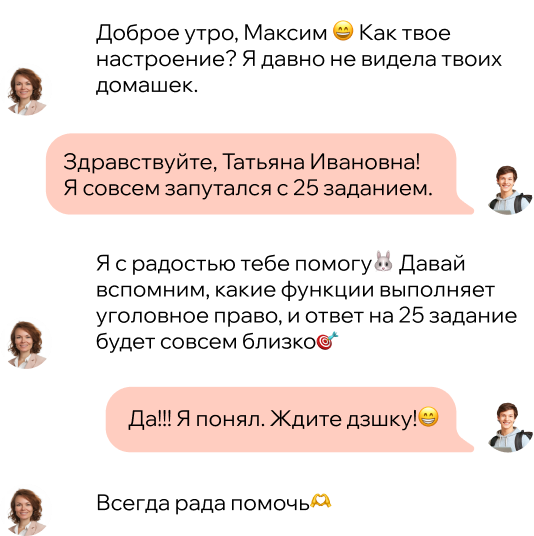 Доброе утро, Максим 😄 Как твое
настроение? Я давно не видела твоих
домашек.
Здравствуйте, Татьяна Ивановна!
Я совсем запутался с 25 заданием.
Я с радостью тебе помогу🐰 Давай
вспомним, какие функции выполняет
уголовное право, и ответ на 25 задание
будет совсем близко🎯
Да!!! Я понял. Ждите дзшку!😄
Всегда рада помочь🫶